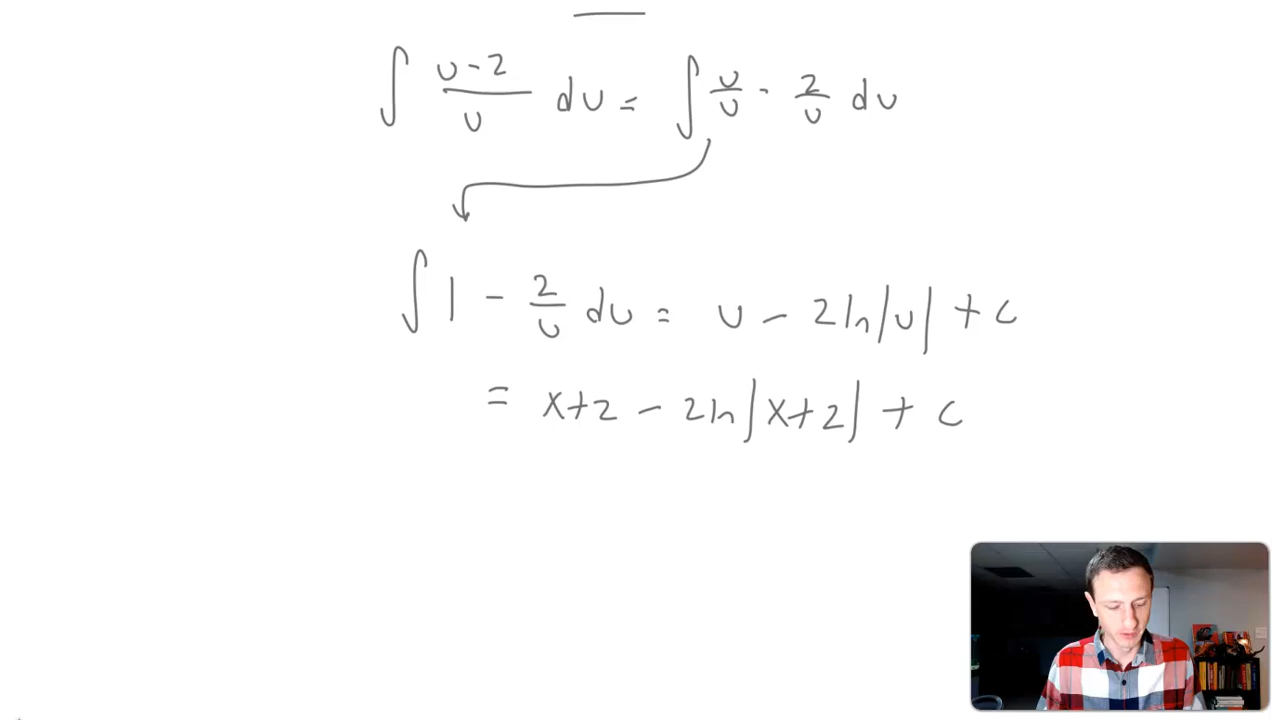 ∫ u-2/u du = ∫ u/u - 2/u du
∫ 1 - 2/u du = u - 2ln|u| + c
= x+2 - 2ln|x+2| + c